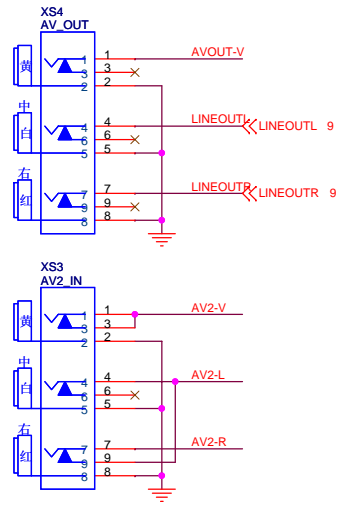 XS4
AV_OUT
黄 1 1 AVOUT-V
3 3
2 2
中
白 4 4 LINEOUTL LINEOUTL 9
6 6
5 5
右
红 7 7 LINEOUTR LINEOUTR 9
9 9
8 8
XS3
AV2_IN
黄 1 1 AV2-V
3 3
2 2
中
白 4 4 AV2-L
6 6
5 5
右
红 7 7 AV2-R
9 9
8 8